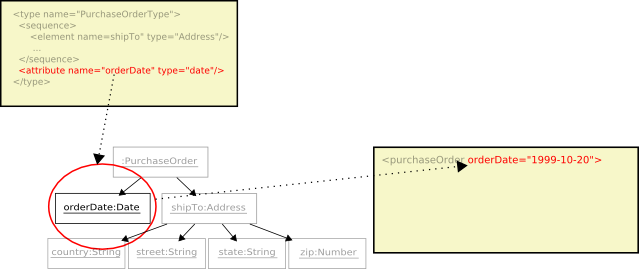 <type name="PurchaseOrderType">
<sequence>
<element name=shipTo" type="Address"/>
...
</sequence>
<attribute name="orderDate" type="date"/>
</type>
:PurchaseOrder
<purchaseOrder orderDate="1999-10-20">
orderDate:Date
shipTo:Address
country:String
street:String
state:String
zip:Number